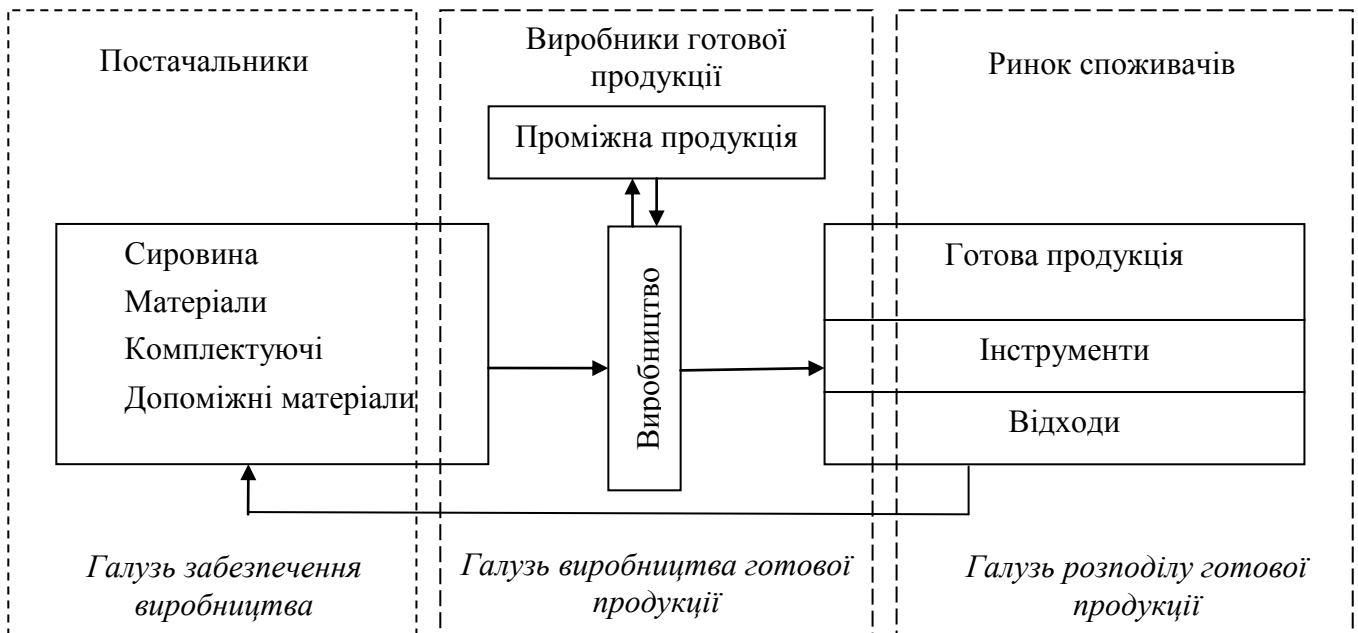 Постачальники
Виробники готової
продукції
Ринок споживачів
Проміжна продукція
Сировина
Матеріали
Комплектуючі
Допоміжні матеріали
Виробництво
Готова продукція
Інструменти
Відходи
Галузь забезпечення
виробництва
Галузь виробництва готової
продукції
Галузь розподілу готової
продукції